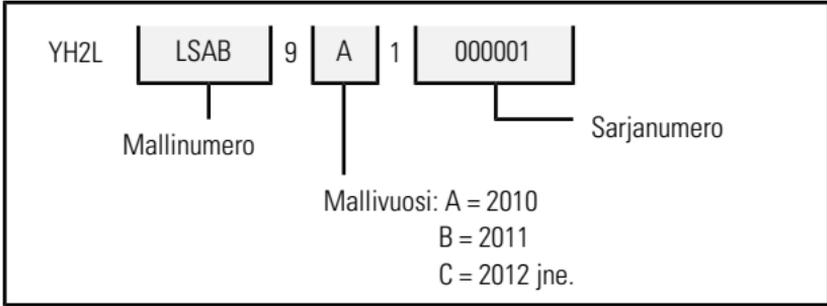 YH2L LSAB 9 A 1 000001
Sarjanumero
Mallinumero
Mallivuosi: A = 2010
B = 2011
C = 2012 jne.